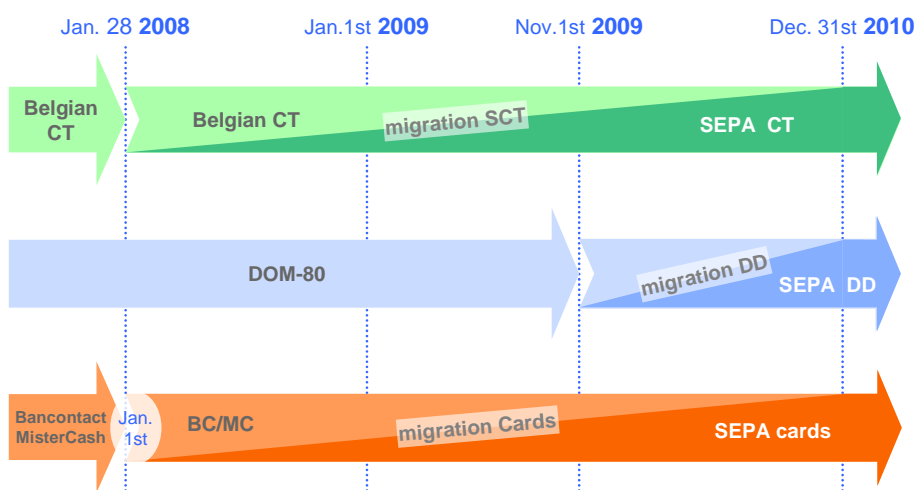 Jan. 28 2008 Jan.1st 2009 Nov.1st 2009 Dec. 31st 2010
Belgian
CT
Belgian CT
migration SCT
SEPA CT
DOM-80
migration DD
SEPA DD
Bancontact
MisterCash
Jan.
1st
BC/MC
migration Cards
SEPA cards